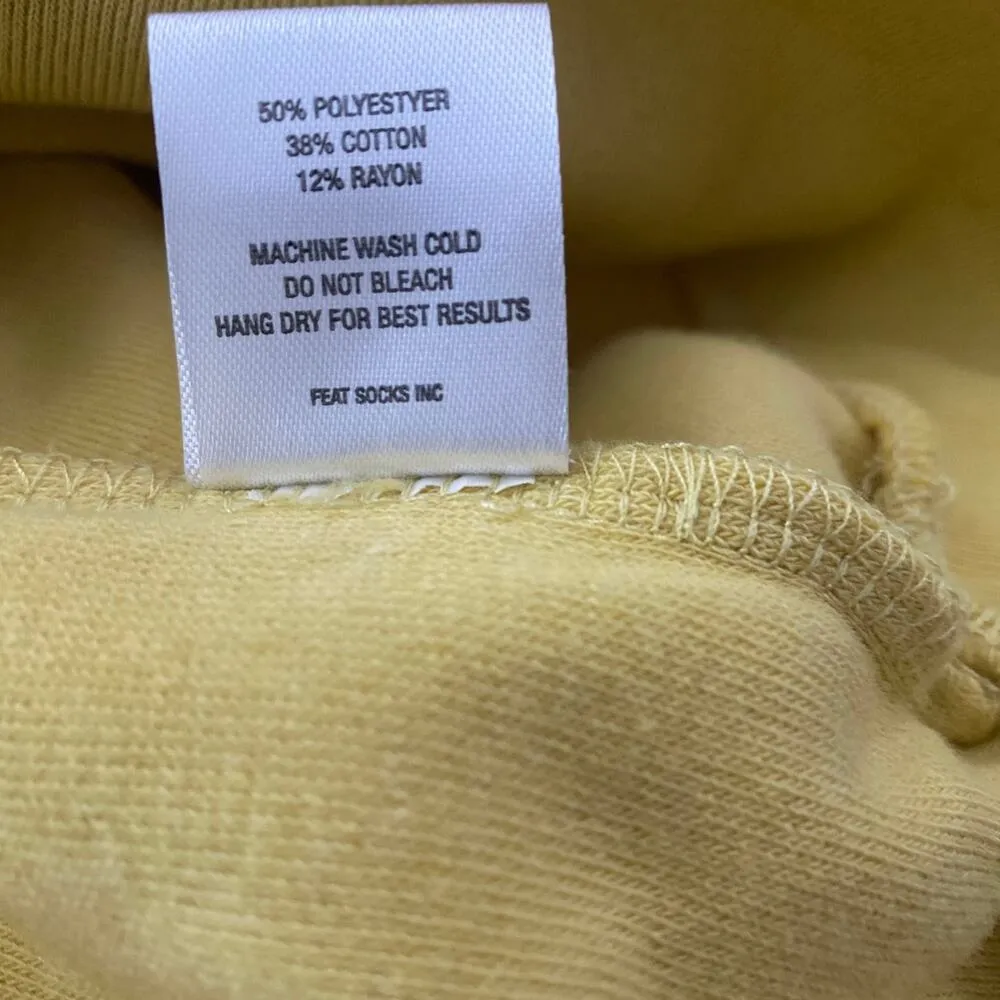 50% POLYESTYER
38% COTTON
12% RAYON
MACHINE WASH COLD
DO NOT BLEACH
HANG DRY FOR BEST RESULTS
FEAT SOCKS INC